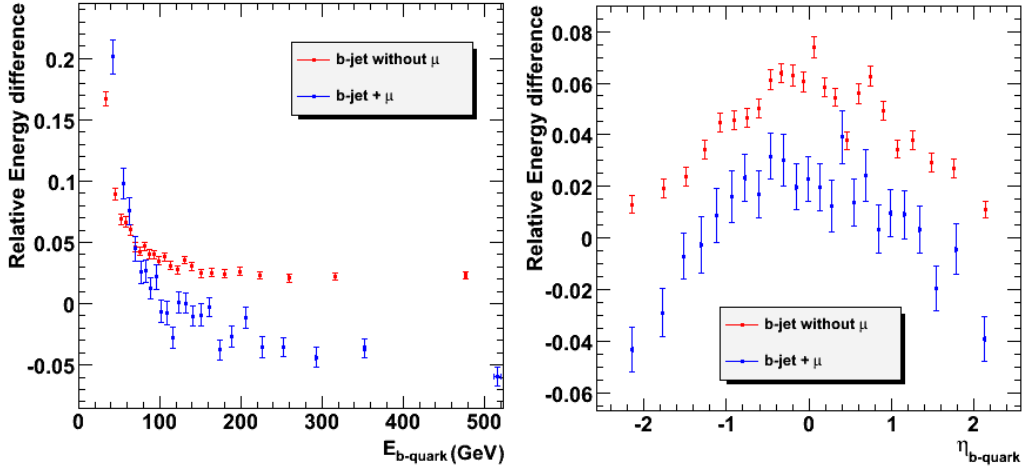 Relative Energy difference
0.2
0.15
0.1
0.05
0
-0.05
b-jet without μ
b-jet + μ
0 100 200 300 400 500
E b-quark (GeV)
Relative Energy difference
0.08
0.06
0.04
0.02
0
-0.02
-0.04
-0.06
b-jet without μ
b-jet + μ
-2 -1 0 1 2
η b-quark